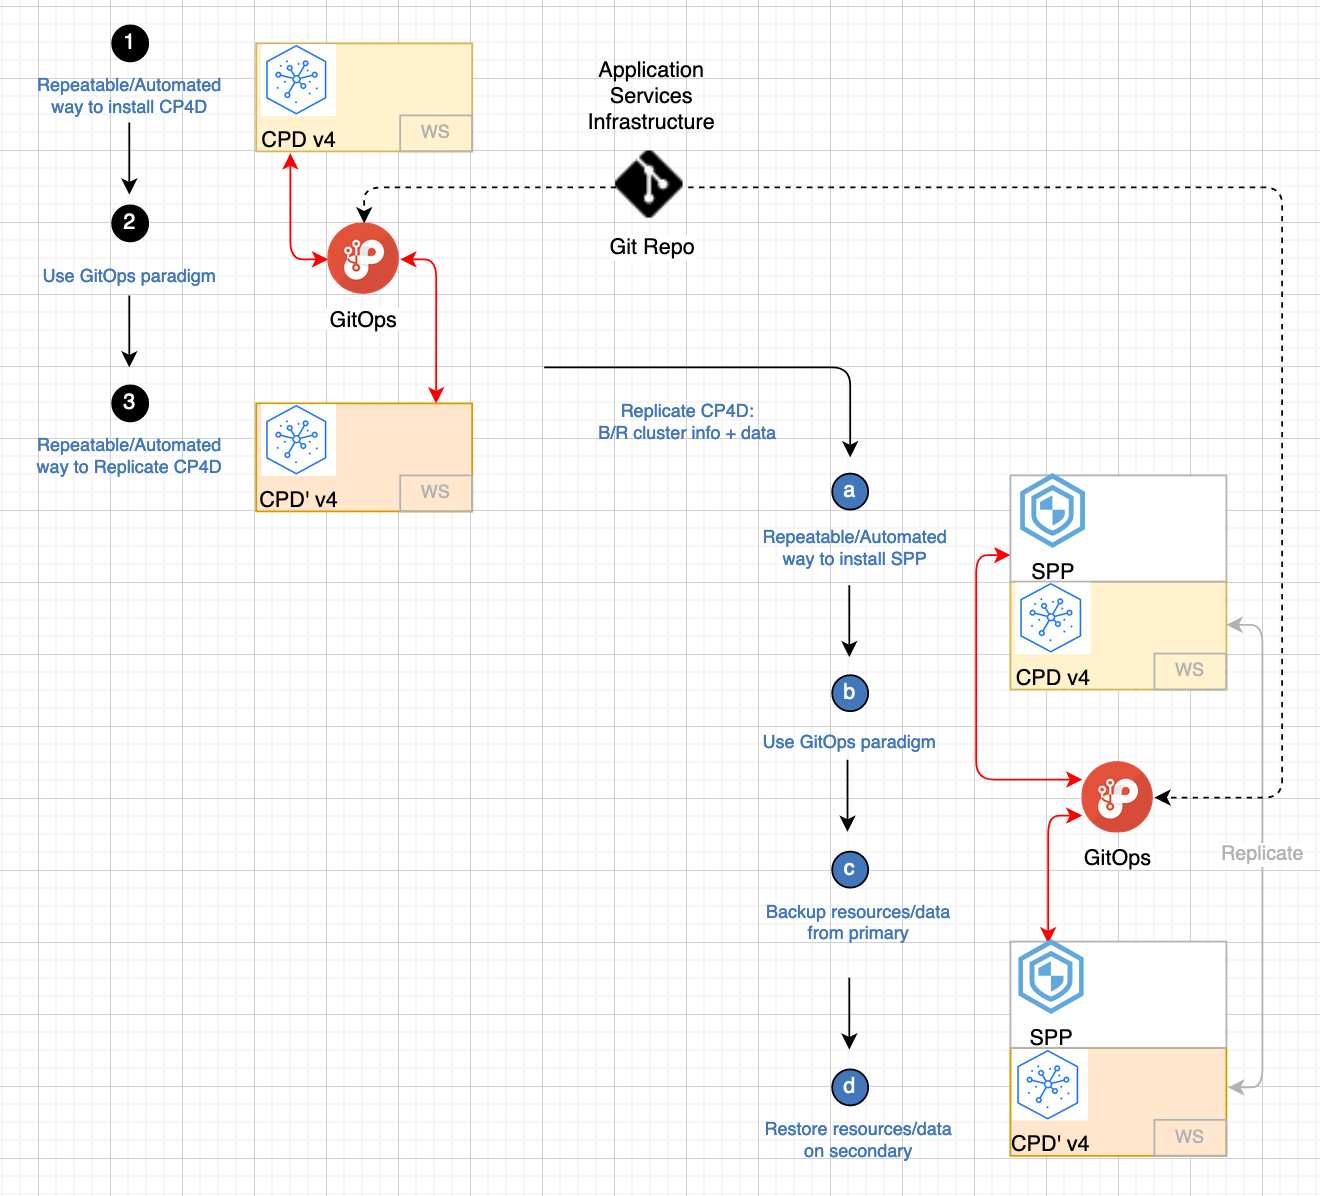 1
Repeatable/Automated
way to install CP4D
2
Use GitOps paradigm
3
Repeatable/Automated
way to Replicate CP4D
CPD v4
WS
GitOps
CPD' v4
WS
Application
Services
Infrastructure
Git Repo
Replicate CP4D:
B/R cluster info + data
a
Repeatable/Automated
way to install SPP
b
Use GitOps paradigm
c
Backup resources/data
from primary
d
Restore resources/data
on secondary
SPP
CPD v4
WS
GitOps
Replicate
SPP
CPD' v4
WS